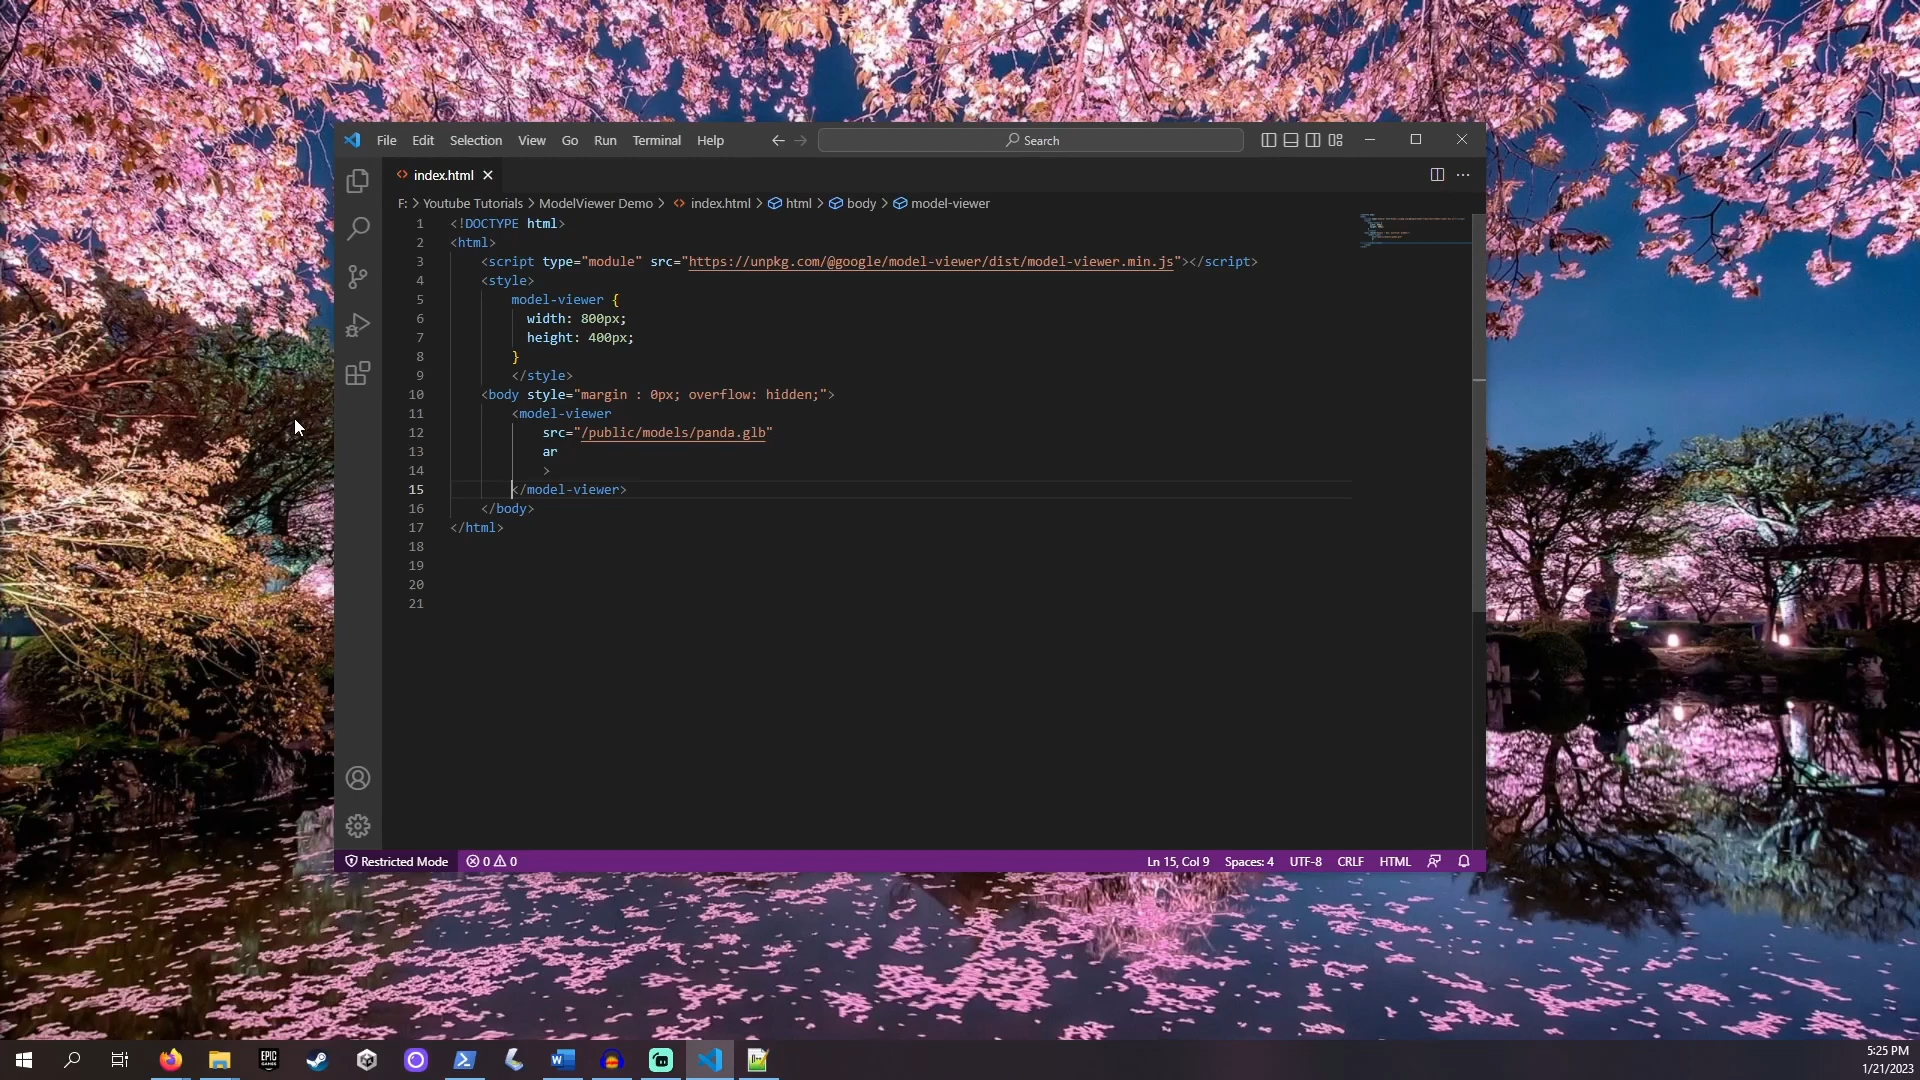 File Edit Selection View Go Run Terminal Help Search
index.html
F: > Youtube Tutorials > ModelViewer Demo > <> index.html > html > body > model-viewer
1 <!DOCTYPE html>
2 <html>
3 <script type="module" src="https://unpkg.com/@google/model-viewer/dist/model-viewer.min.js"></script>
4 <style>
5 model-viewer {
6 width: 800px;
7 height: 400px;
8 }
9 </style>
10 <body style="margin : 0px; overflow: hidden;">
11 <model-viewer
12 src="/public/models/panda.glb"
13 ar
14 >
15 </model-viewer>
16 </body>
17 </html>
18
19
20
21
Restricted Mode 0 0 Ln 15, Col 9 Spaces: 4 UTF-8 CRLF HTML
EPIC GAMES
W
5:25 PM
1/21/2023